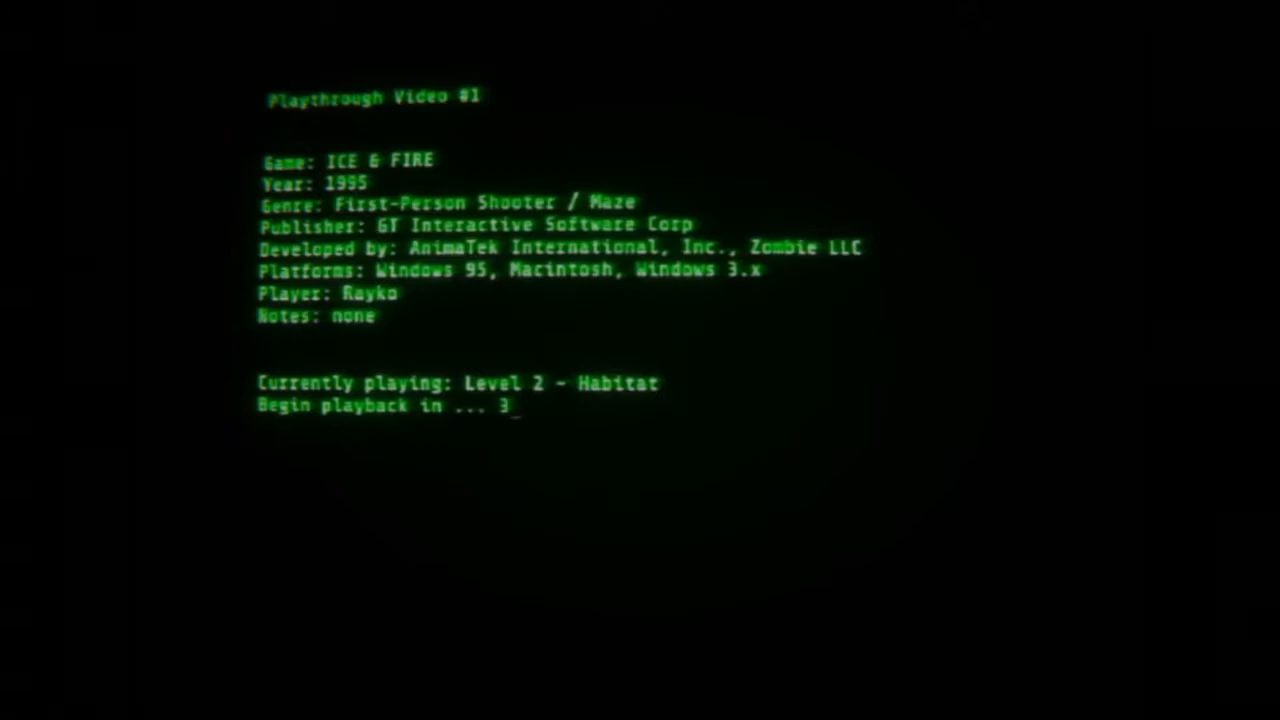 Playthrough Video #1
Game: ICE & FIRE
Year: 1995
Genre: First-Person Shooter / Maze
Publisher: GT Interactive Software Corp
Developed by: AnimaTek International, Inc., Zombie LLC
Platforms: Windows 95, Macintosh, Windows 3.x
Player: Rayko
Notes: none
Currently playing: Level 2 - Habitat
Begin playback in ... 3_